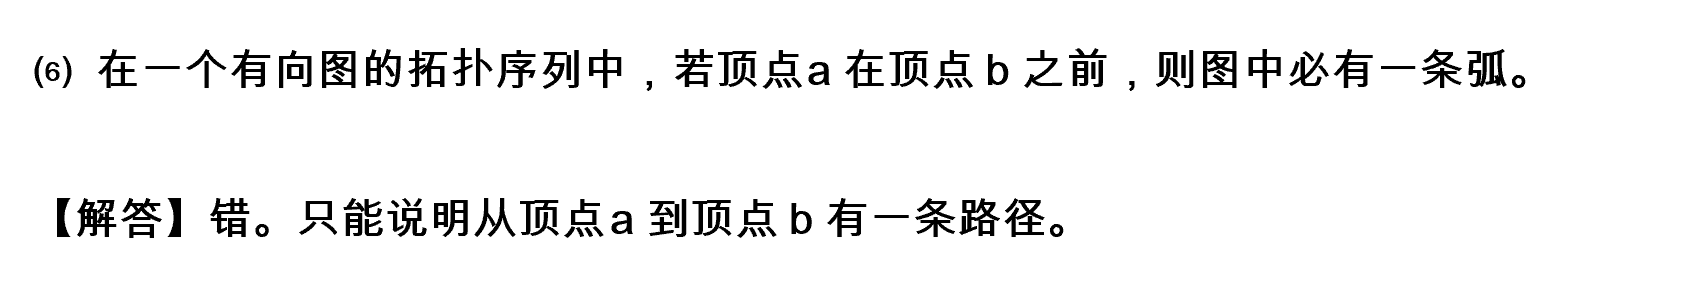 (6) 在一个有向图的拓扑序列中，若顶点a 在顶点 b 之前，则图中必有一条弧。
【解答】错。只能说明从顶点a 到顶点 b 有一条路径。